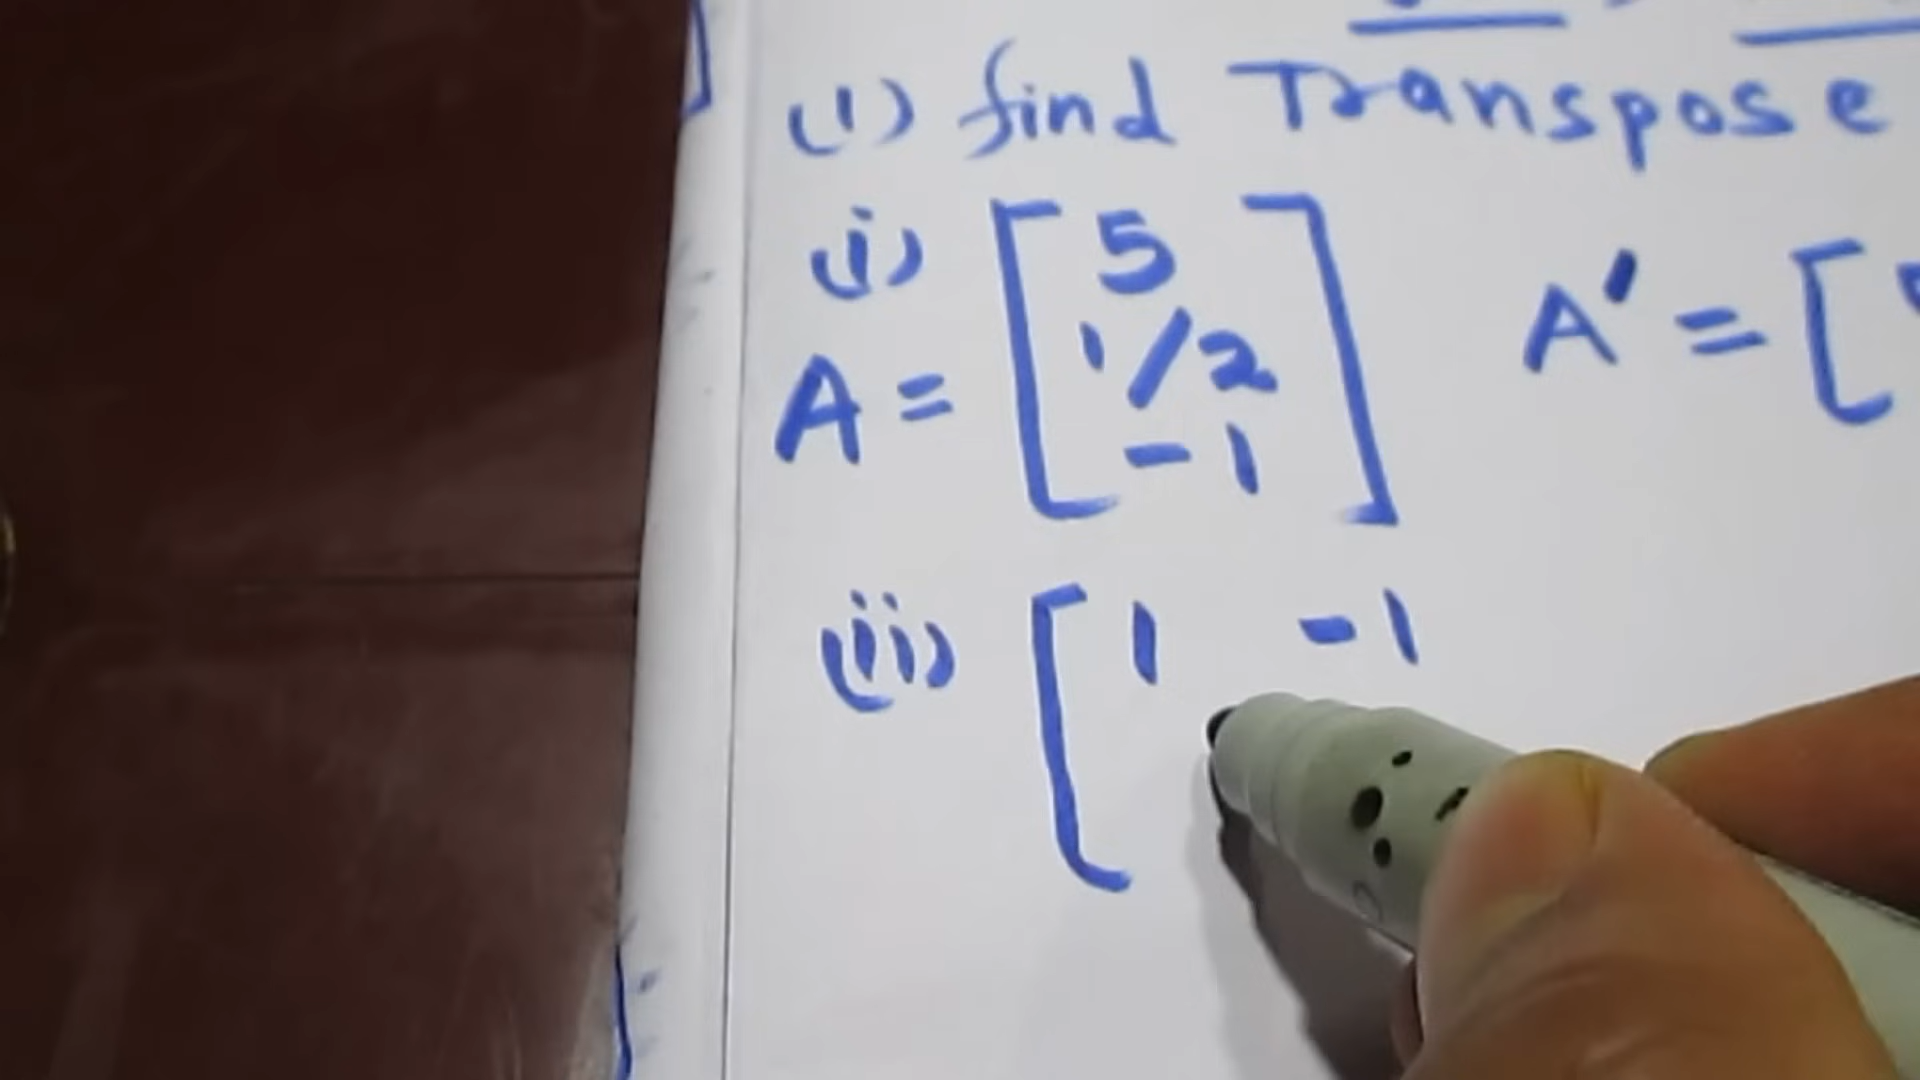 (1) find Transpose
(i)
A = [ 5
1/2
-1 ]
A' = [
(ii) [ 1 -1